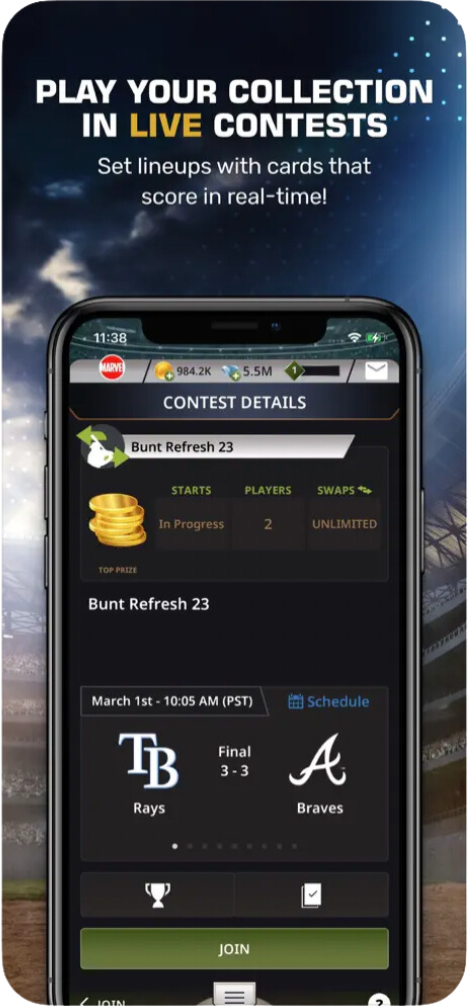 PLAY YOUR COLLECTION
IN LIVE CONTESTS
Set lineups with cards that
score in real-time!
11:38
MARVE
984.2K
5.5M
1
CONTEST DETAILS
Bunt Refresh 23
STARTS
PLAYERS
SWAPS
In Progress
2
UNLIMITED
TOP PRIZE
Bunt Refresh 23
March 1st - 10:05 AM (PST)
Schedule
TB
Final
A
3 - 3
Rays
Braves
JOIN
JOIN
?